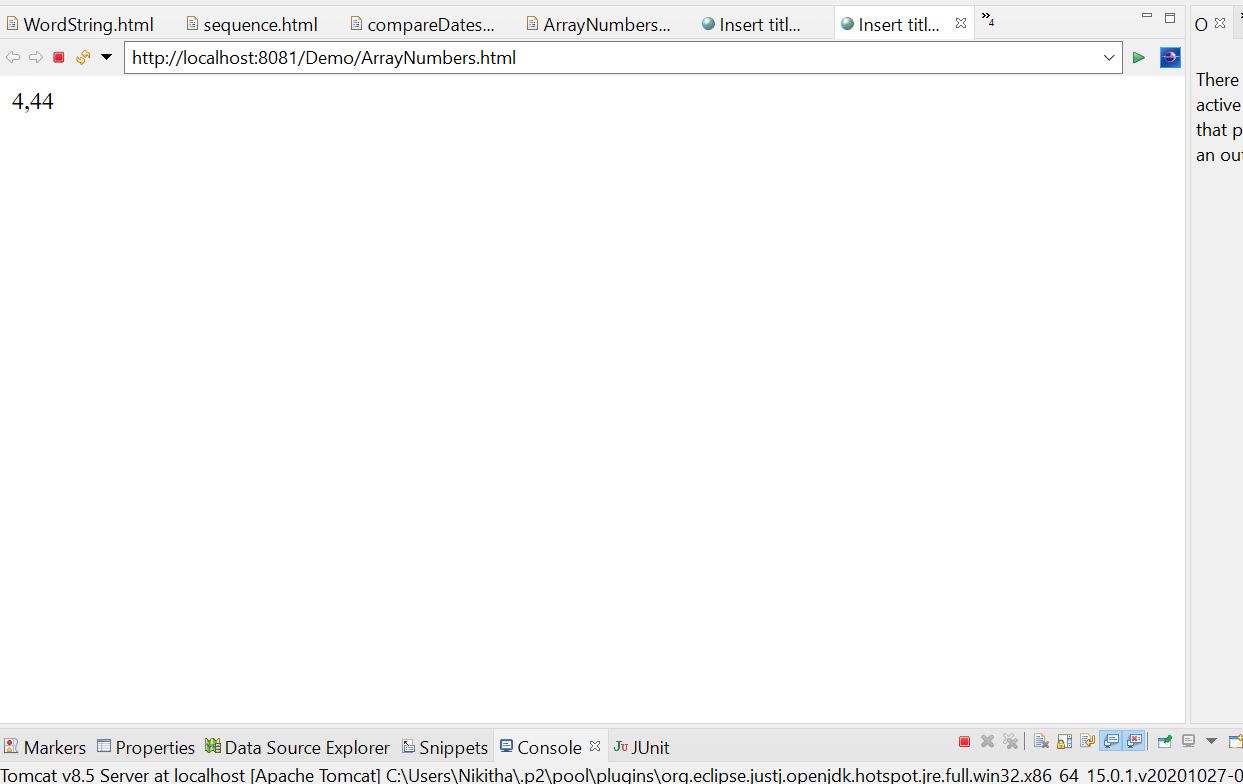 WordString.html sequence.html compareDates... ArrayNumbers... Insert titl... Insert titl... »4 O
http://localhost:8081/Demo/ArrayNumbers.html
4,44
There
active
that p
an out
Markers Properties Data Source Explorer Snippets Console Ju JUnit
Tomcat v8.5 Server at localhost [Apache Tomcat] C:\Users\Nikitha\.p2\pool\plugins\org.eclipse.justj.openjdk.hotspot.jre.full.win32.x86_64_15.0.1.v20201027-0